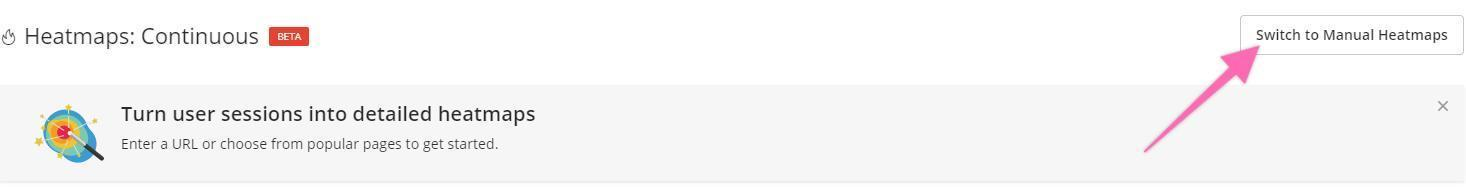 Heatmaps: Continuous BETA
Switch to Manual Heatmaps
Turn user sessions into detailed heatmaps
Enter a URL or choose from popular pages to get started.